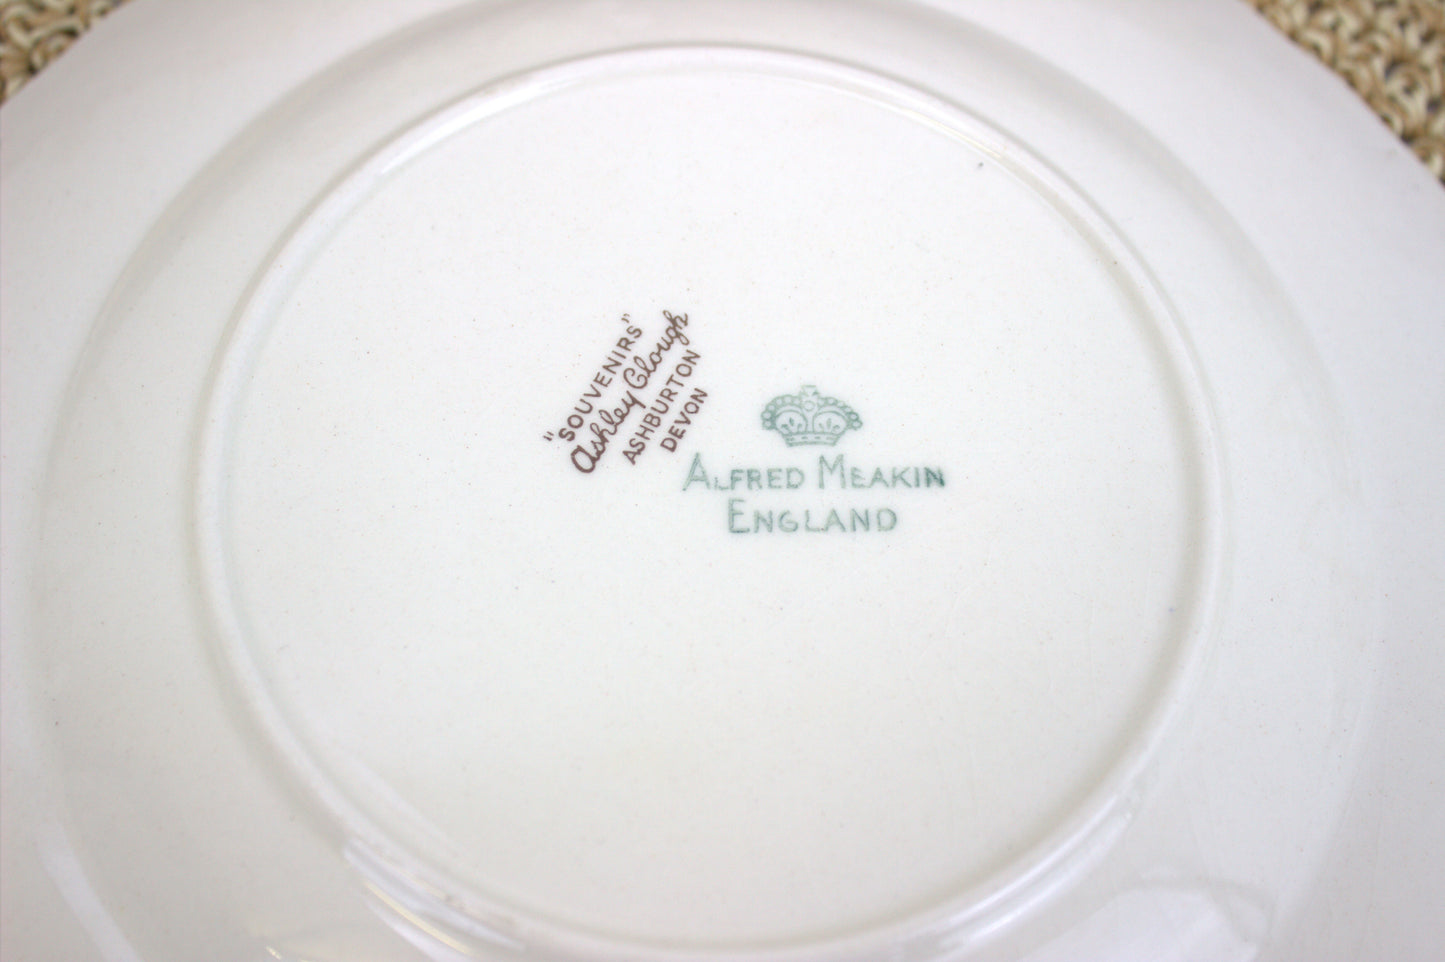 "SOUVENIRS"
Ashley Clough
ASHBURTON
DEVON
ALFRED MEAKIN
ENGLAND